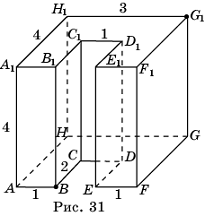 H₁ 3 G₁
4 C₁ 1 D₁
A₁ B₁ E₁ F₁
4 H G
C D
2
A 1 B E 1 F
Рис. 31